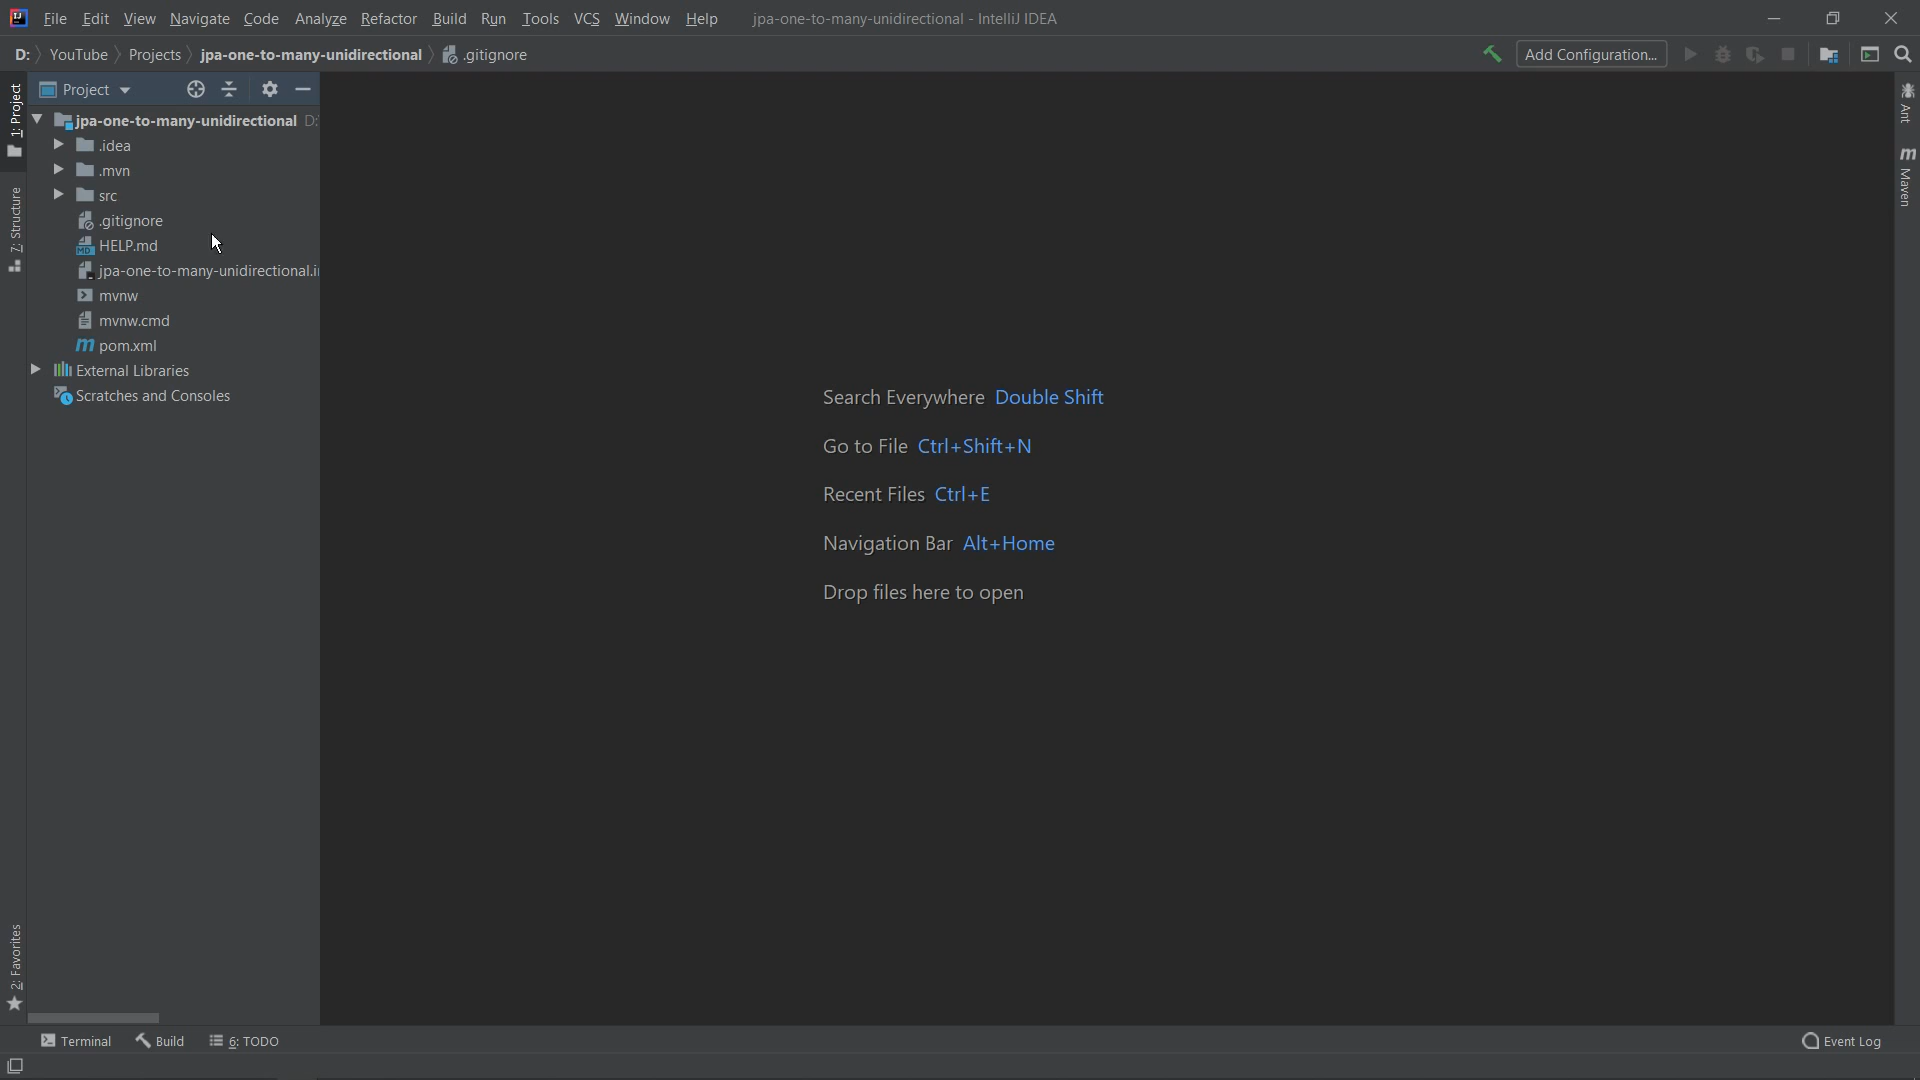 File Edit View Navigate Code Analyze Refactor Build Run Tools VCS Window Help jpa-one-to-many-unidirectional - IntelliJ IDEA
D: YouTube Projects jpa-one-to-many-unidirectional .gitignore Add Configuration...
1: Project
7: Structure
2: Favorites
Project
jpa-one-to-many-unidirectional D:
.idea
.mvn
src
.gitignore
HELP.md
jpa-one-to-many-unidirectional.i
mvnw
mvnw.cmd
pom.xml
External Libraries
Scratches and Consoles
Search Everywhere Double Shift
Go to File Ctrl+Shift+N
Recent Files Ctrl+E
Navigation Bar Alt+Home
Drop files here to open
Ant
Maven
Terminal Build 6: TODO Event Log